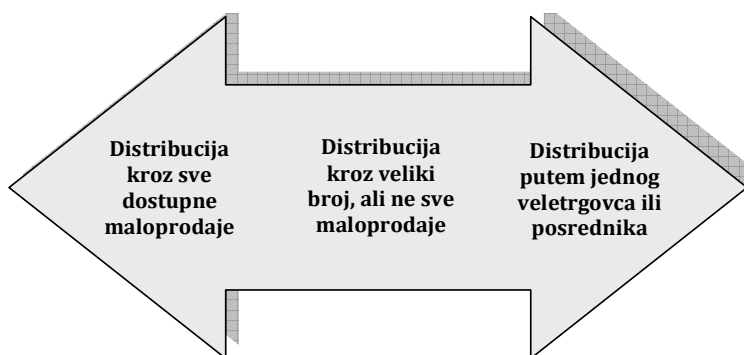 Distribucija
kroz sve
dostupne
maloprodaje
Distribucija
kroz veliki
broj, ali ne sve
maloprodaje
Distribucija
putem jednog
veletrgovca ili
posrednika